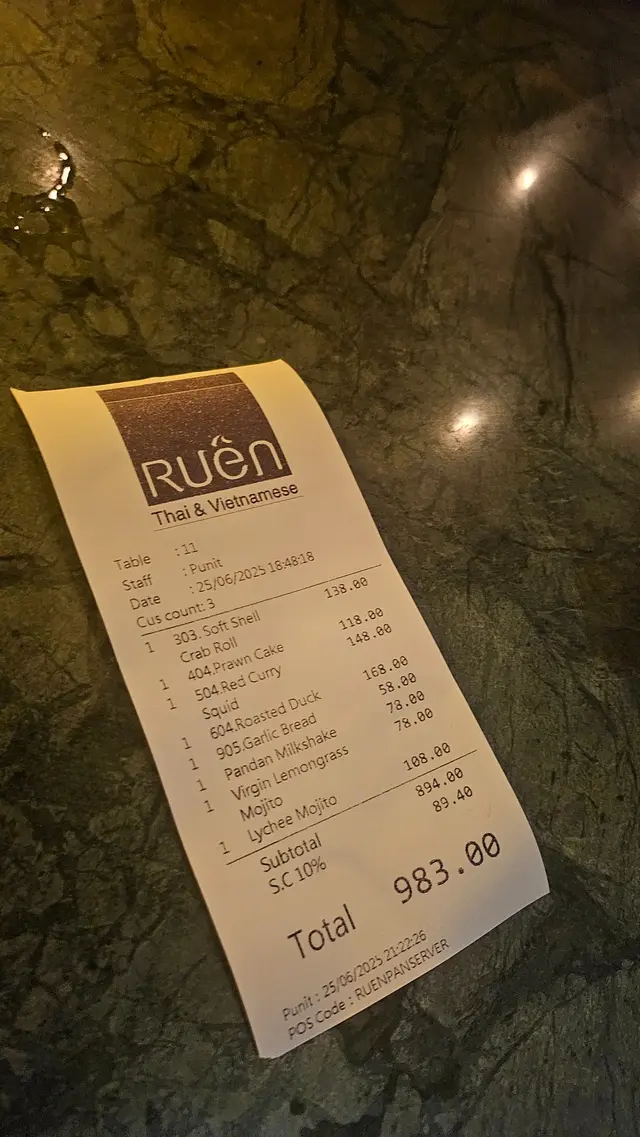 Ruên
Thai & Vietnamese
Table : 11
Staff : Punit
Date : 25/06/2025 18:48:18
Cus count: 3
1 303. Soft Shell 138.00
Crab Roll
1 404.Prawn Cake 118.00
1 504.Red Curry 148.00
Squid
1 604.Roasted Duck 168.00
1 905.Garlic Bread 58.00
1 Pandan Milkshake 78.00
1 Virgin Lemongrass 78.00
Mojito
1 Lychee Mojito 108.00
Subtotal 894.00
S.C 10% 89.40
Total 983.00
Punit : 25/06/2025 21:22:26
POS Code : RUENPANSERVER